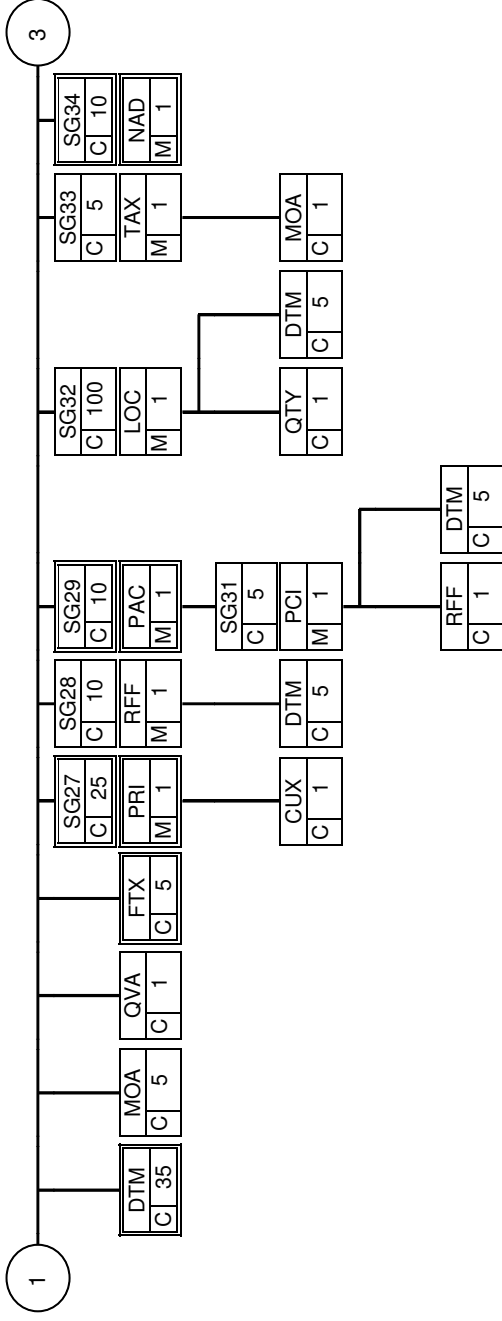 1
3
DTM
C 35
MOA
C 5
QVA
C 1
FTX
C 5
SG27
C 25
PRI
M 1
CUX
C 1
SG28
C 10
RFF
M 1
DTM
C 5
SG29
C 10
PAC
M 1
SG31
C 5
PCI
M 1
RFF
C 1
DTM
C 5
SG32
C 100
LOC
M 1
QTY
C 1
DTM
C 5
SG33
C 5
TAX
M 1
MOA
C 1
SG34
C 10
NAD
M 1